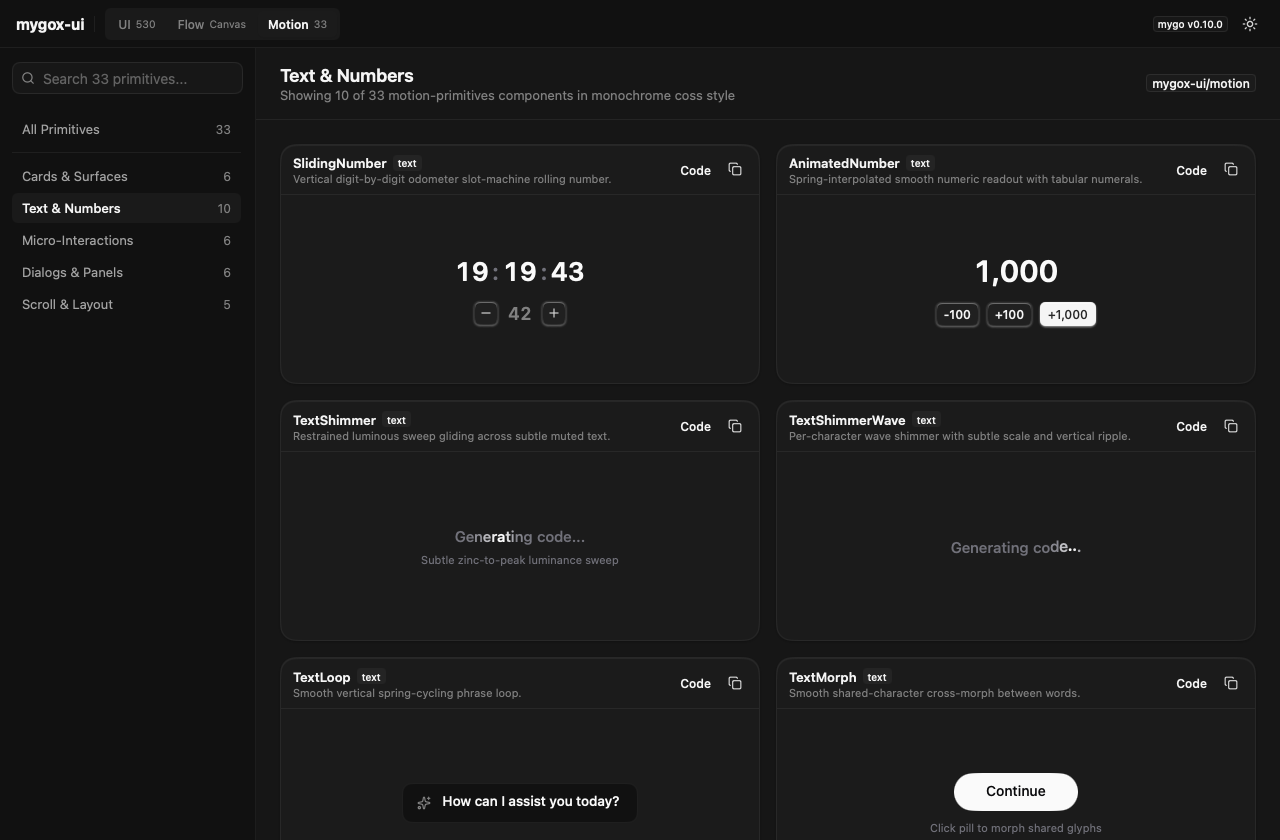 mygox-ui
UI 530
Flow Canvas
Motion 33
mygo v0.10.0
Search 33 primitives...
All Primitives 33
Cards & Surfaces 6
Text & Numbers 10
Micro-Interactions 6
Dialogs & Panels 6
Scroll & Layout 5
Text & Numbers
Showing 10 of 33 motion-primitives components in monochrome coss style
mygox-ui/motion
SlidingNumber text
Vertical digit-by-digit odometer slot-machine rolling number.
Code
19:19:43
− 42 +
AnimatedNumber text
Spring-interpolated smooth numeric readout with tabular numerals.
Code
1,000
-100 +100 +1,000
TextShimmer text
Restrained luminous sweep gliding across subtle muted text.
Code
Generating code...
Subtle zinc-to-peak luminance sweep
TextShimmerWave text
Per-character wave shimmer with subtle scale and vertical ripple.
Code
Generating code...
TextLoop text
Smooth vertical spring-cycling phrase loop.
Code
How can I assist you today?
TextMorph text
Smooth shared-character cross-morph between words.
Code
Continue
Click pill to morph shared glyphs